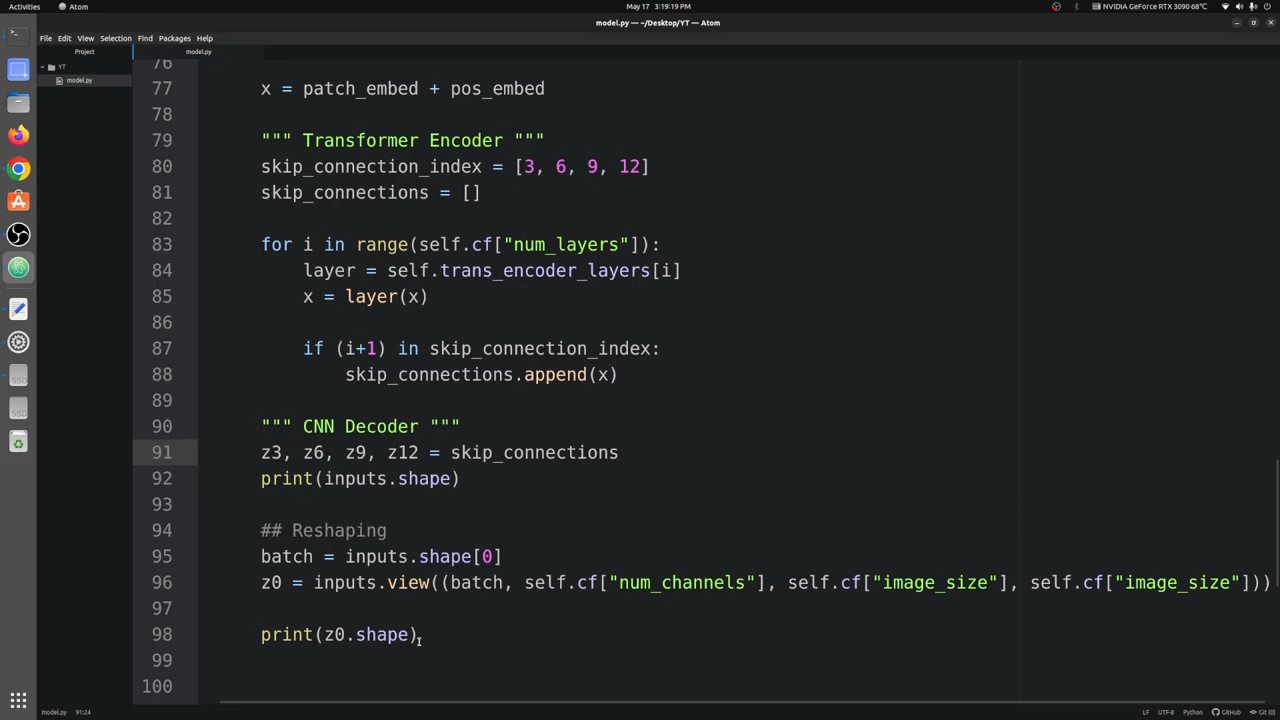 Activities Atom May 17 3:19:19 PM NVIDIA GeForce RTX 3090 68°C
model.py — ~/Desktop/YT — Atom
File Edit View Selection Find Packages Help
Project model.py
YT
model.py
76
77 x = patch_embed + pos_embed
78
79 """ Transformer Encoder """
80 skip_connection_index = [3, 6, 9, 12]
81 skip_connections = []
82
83 for i in range(self.cf["num_layers"]):
84 layer = self.trans_encoder_layers[i]
85 x = layer(x)
86
87 if (i+1) in skip_connection_index:
88 skip_connections.append(x)
89
90 """ CNN Decoder """
91 z3, z6, z9, z12 = skip_connections
92 print(inputs.shape)
93
94 ## Reshaping
95 batch = inputs.shape[0]
96 z0 = inputs.view((batch, self.cf["num_channels"], self.cf["image_size"], self.cf["image_size"]))
97
98 print(z0.shape)
99
100
model.py 91:24 LF UTF-8 Python GitHub Git (0)